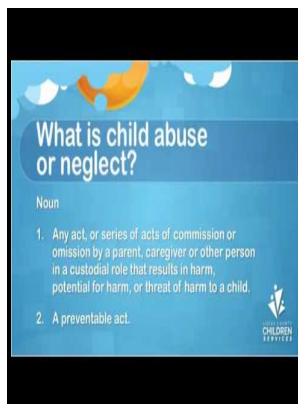 What is child abuse
or neglect?
Noun
1. Any act, or series of acts of commission or
omission by a parent, caregiver or other person
in a custodial role that results in harm,
potential for harm, or threat of harm to a child.
2. A preventable act.
COUNTY
CHILDREN
SERVICES